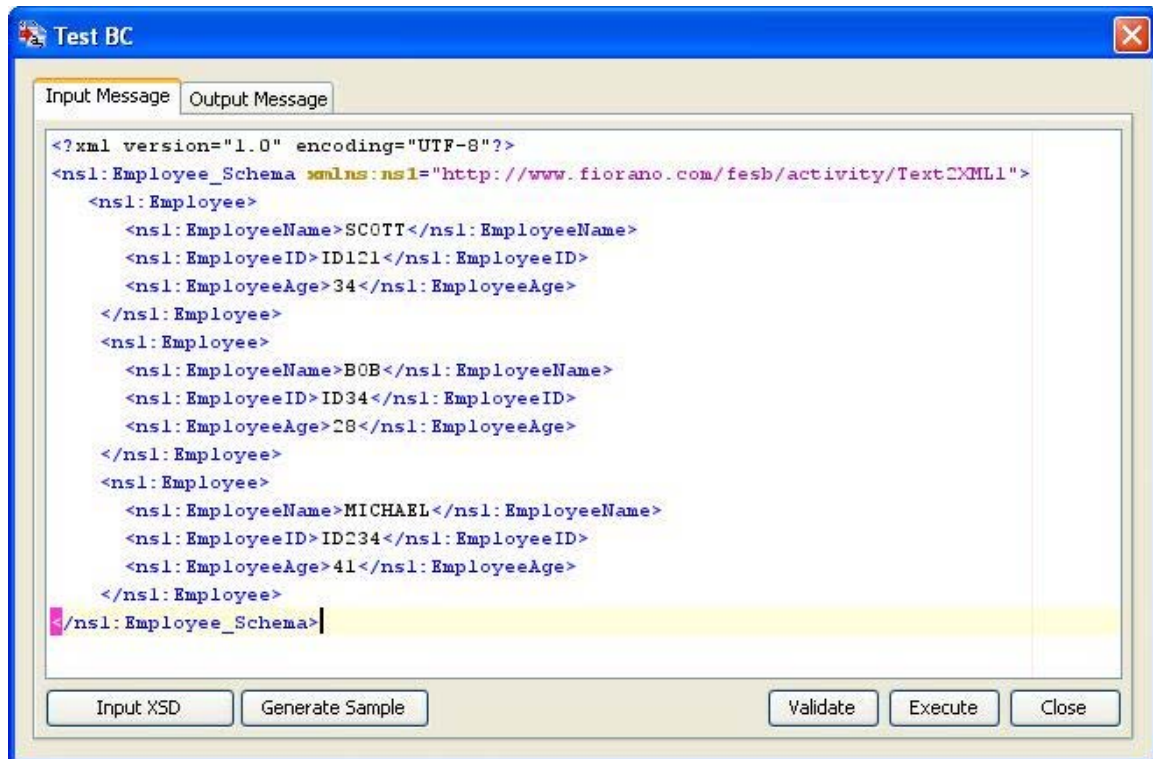 Test BC
Input Message Output Message
<?xml version="1.0" encoding="UTF-8"?>
<ns1:Employee_Schema xmlns:ns1="http://www.fiorano.com/fesb/activity/Text2XML1">
<ns1:Employee>
<ns1:EmployeeName>SCOTT</ns1:EmployeeName>
<ns1:EmployeeID>ID121</ns1:EmployeeID>
<ns1:EmployeeAge>34</ns1:EmployeeAge>
</ns1:Employee>
<ns1:Employee>
<ns1:EmployeeName>BOB</ns1:EmployeeName>
<ns1:EmployeeID>ID34</ns1:EmployeeID>
<ns1:EmployeeAge>28</ns1:EmployeeAge>
</ns1:Employee>
<ns1:Employee>
<ns1:EmployeeName>MICHAEL</ns1:EmployeeName>
<ns1:EmployeeID>ID234</ns1:EmployeeID>
<ns1:EmployeeAge>41</ns1:EmployeeAge>
</ns1:Employee>
</ns1:Employee_Schema>
Input XSD Generate Sample Validate Execute Close